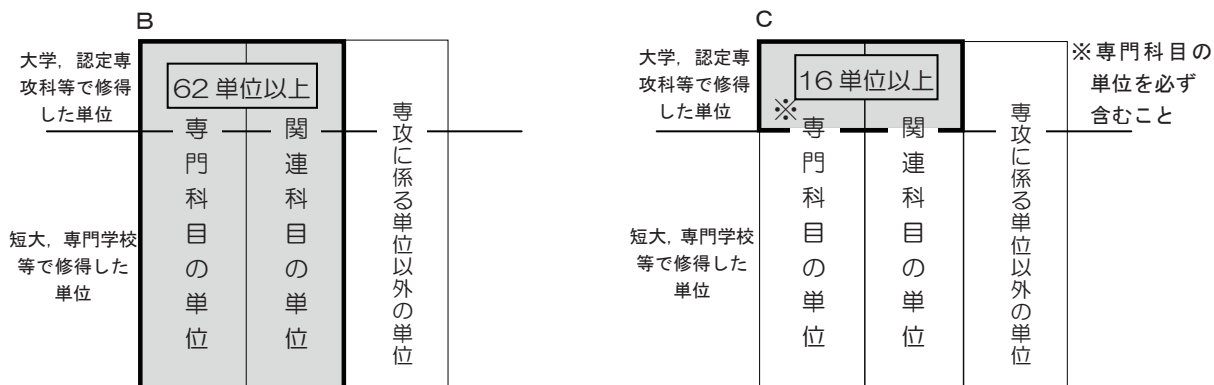 B
大学，認定専
攻科等で修得
した単位
62単位以上
専門科目の単位
関連科目の単位
専攻に係る単位以外の単位
短大，専門学校
等で修得した
単位
C
大学，認定専
攻科等で修得
した単位
16単位以上
※
専門科目の単位
関連科目の単位
専攻に係る単位以外の単位
※専門科目の
単位を必ず
含むこと
短大，専門学校
等で修得した
単位